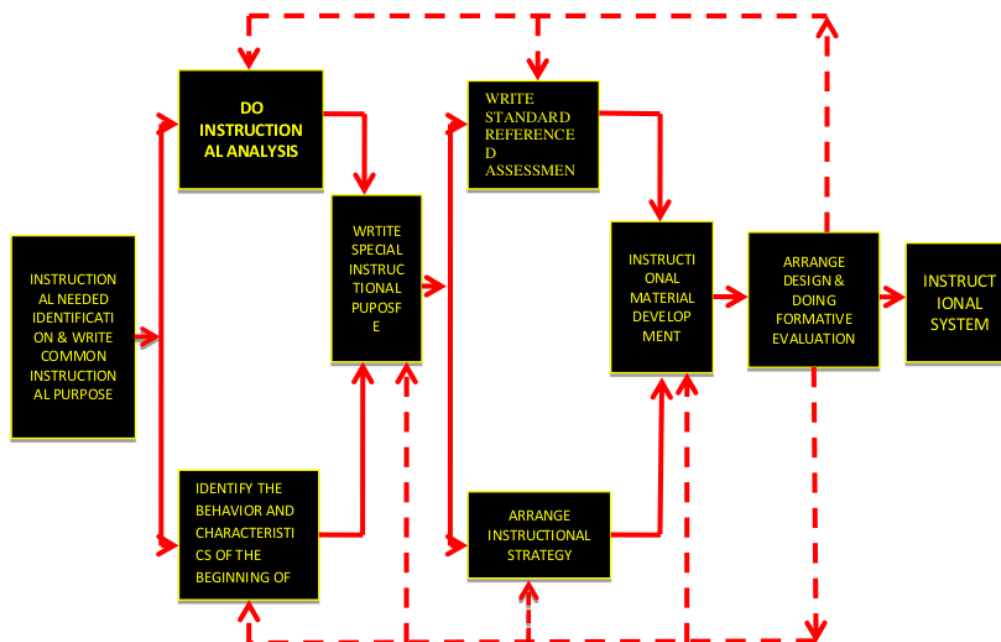 DO
INSTRUCTION
AL ANALYSIS
WRITE
STANDARD
REFERENCE
D
ASSESSMEN
WRTITE
SPECIAL
INSTRUC
TIONAL
PUPOSF
E
INSTRUCTION
AL NEEDED
IDENTIFICATI
ON & WRITE
COMMON
INSTRUCTION
AL PURPOSE
INSTRUCTI
ONAL
MATERIAL
DEVELOP
MENT
ARRANGE
DESIGN &
DOING
FORMATIVE
EVALUATION
INSTRUCT
IONAL
SYSTEM
IDENTIFY THE
BEHAVIOR AND
CHARACTERISTI
CS OF THE
BEGINNING OF
ARRANGE
INSTRUCTIONAL
STRATEGY